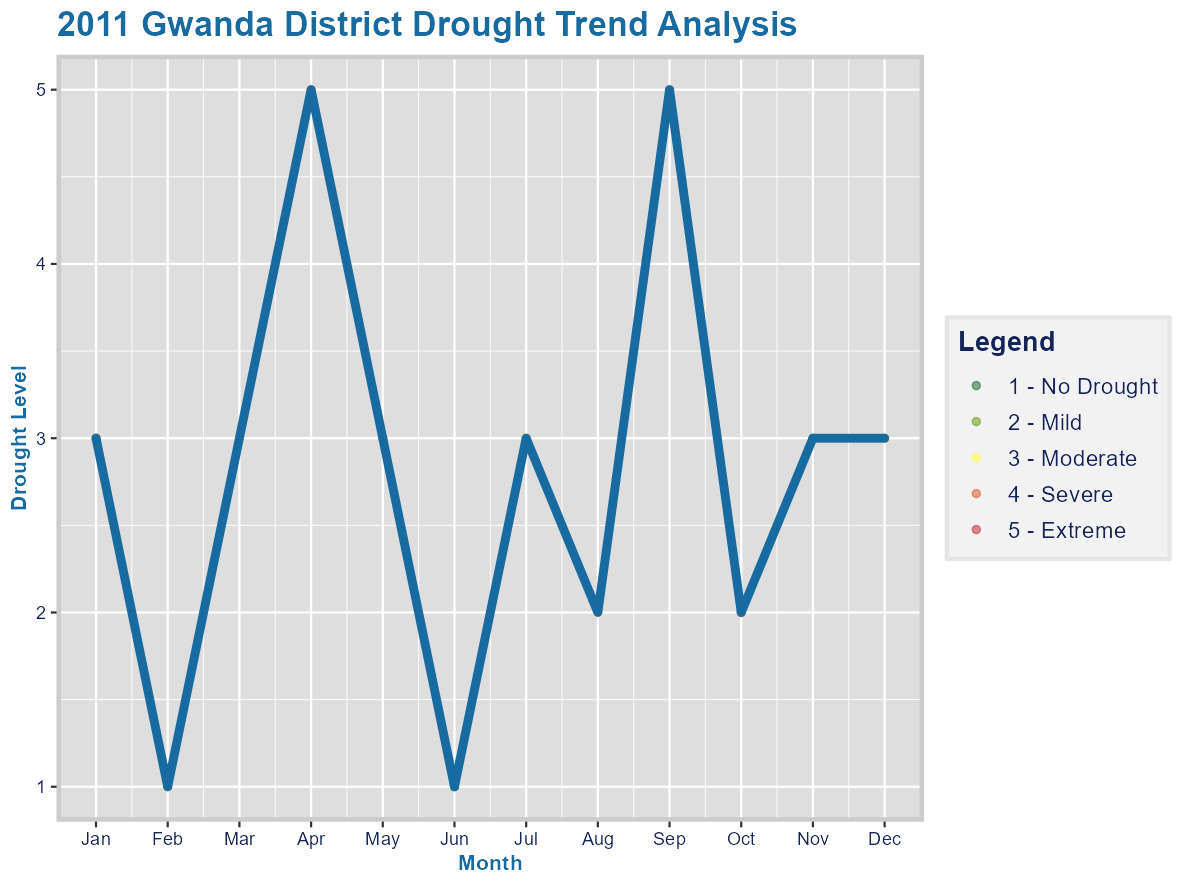 2011 Gwanda District Drought Trend Analysis
5
4
3
2
1
Drought Level
Jan Feb Mar Apr May Jun Jul Aug Sep Oct Nov Dec
Month
Legend
1 - No Drought
2 - Mild
3 - Moderate
4 - Severe
5 - Extreme